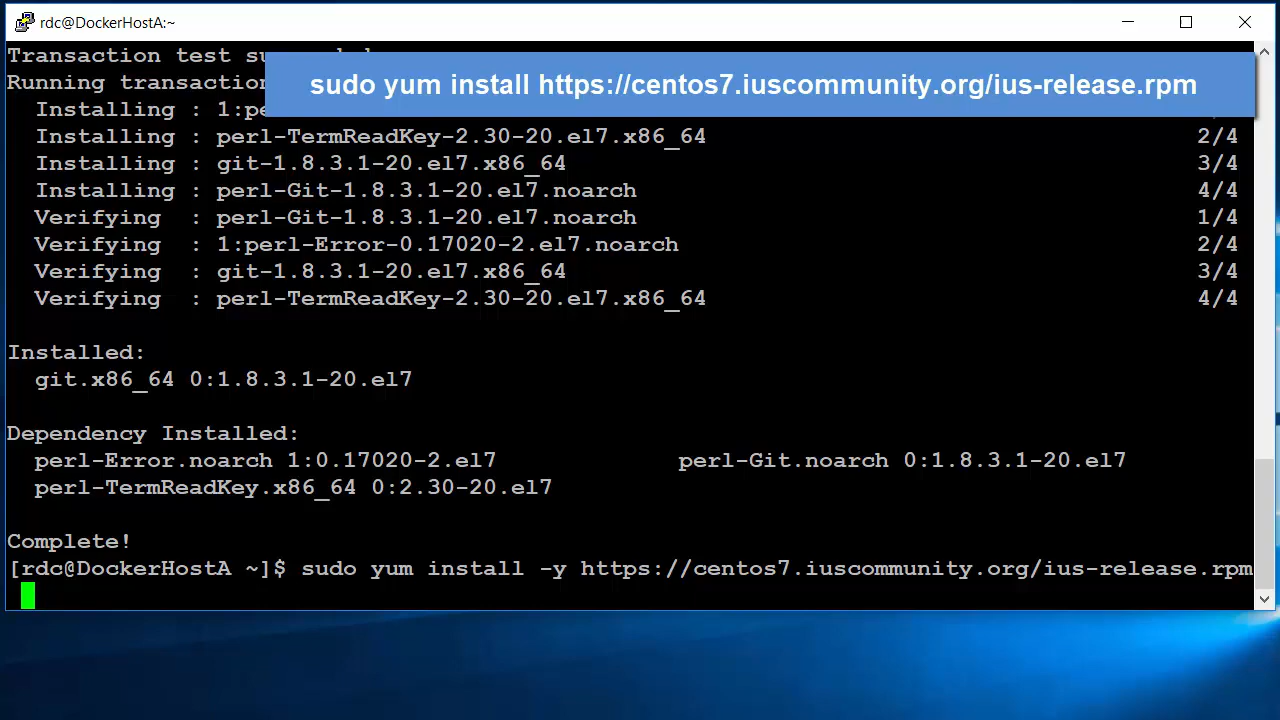 rdc@DockerHostA:~
Transaction test su
sudo yum install https://centos7.iuscommunity.org/ius-release.rpm
Running transaction
Installing : 1:pe
Installing : perl-TermReadKey-2.30-20.el7.x86_64 2/4
Installing : git-1.8.3.1-20.el7.x86_64 3/4
Installing : perl-Git-1.8.3.1-20.el7.noarch 4/4
Verifying : perl-Git-1.8.3.1-20.el7.noarch 1/4
Verifying : 1:perl-Error-0.17020-2.el7.noarch 2/4
Verifying : git-1.8.3.1-20.el7.x86_64 3/4
Verifying : perl-TermReadKey-2.30-20.el7.x86_64 4/4
Installed:
git.x86_64 0:1.8.3.1-20.el7
Dependency Installed:
perl-Error.noarch 1:0.17020-2.el7 perl-Git.noarch 0:1.8.3.1-20.el7
perl-TermReadKey.x86_64 0:2.30-20.el7
Complete!
[rdc@DockerHostA ~]$ sudo yum install -y https://centos7.iuscommunity.org/ius-release.rpm